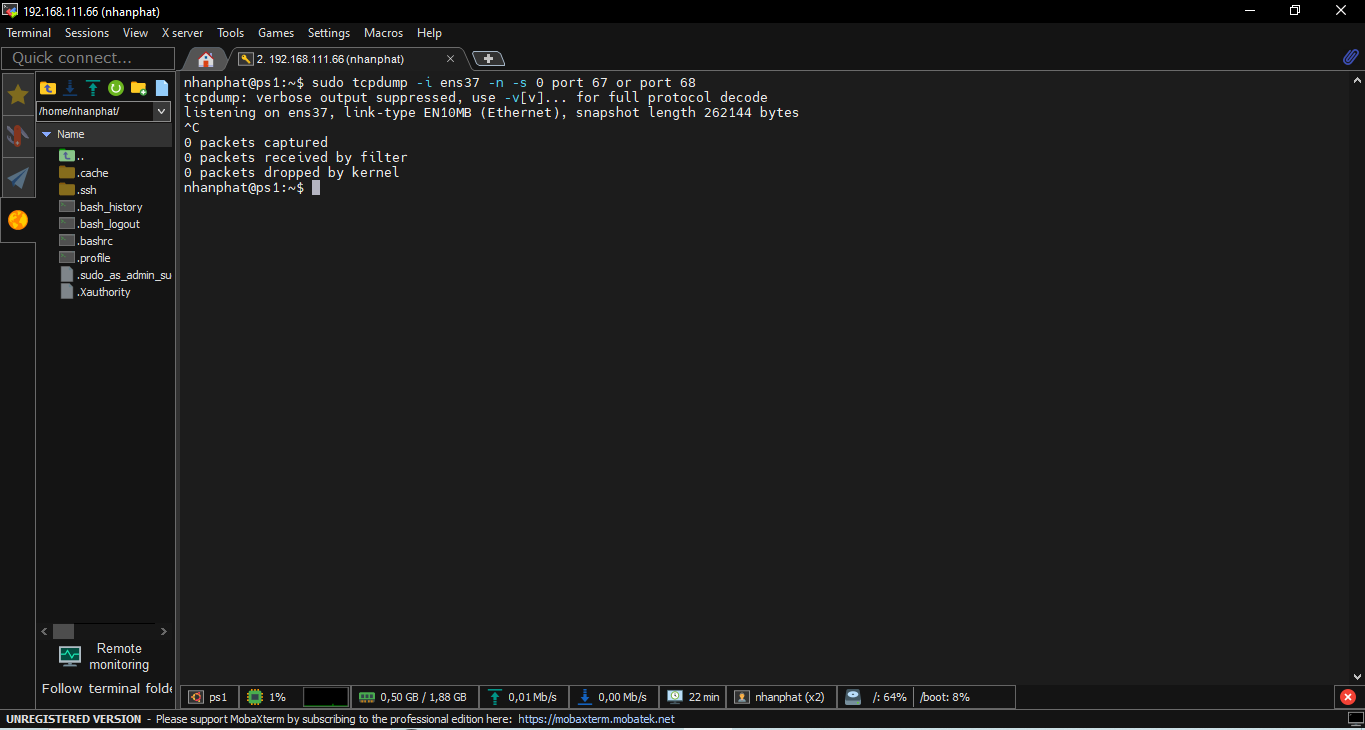 192.168.111.66 (nhanphat)
Terminal Sessions View X server Tools Games Settings Macros Help
Quick connect...
2. 192.168.111.66 (nhanphat)
/home/nhanphat/
Name
..
.cache
.ssh
.bash_history
.bash_logout
.bashrc
.profile
.sudo_as_admin_su
.Xauthority
Remote
monitoring
Follow terminal folde
nhanphat@ps1:~$ sudo tcpdump -i ens37 -n -s 0 port 67 or port 68
tcpdump: verbose output suppressed, use -v[v]... for full protocol decode
listening on ens37, link-type EN10MB (Ethernet), snapshot length 262144 bytes
^C
0 packets captured
0 packets received by filter
0 packets dropped by kernel
nhanphat@ps1:~$
ps1 1% 0,50 GB / 1,88 GB 0,01 Mb/s 0,00 Mb/s 22 min nhanphat (x2) /: 64% /boot: 8%
UNREGISTERED VERSION - Please support MobaXterm by subscribing to the professional edition here: https://mobaxterm.mobatek.net